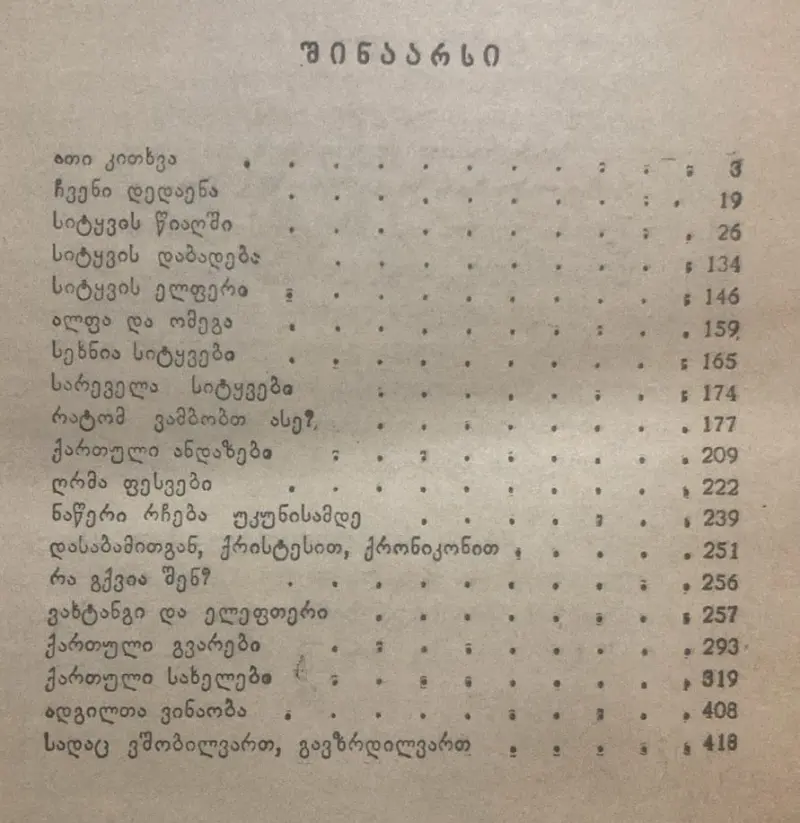 შინაარსი
ათი კითხვა . . . . . . . . . . . 3
ჩვენი დედაენა . . . . . . . . . . 19
სიტყვის წიაღში . . . . . . . . . . 26
სიტყვის დაბადება . . . . . . . . . 134
სიტყვის ელფერი . . . . . . . . . . 146
ალფა და ომეგა . . . . . . . . . . 159
სეხნია სიტყვები . . . . . . . . . . 165
სარეველა სიტყვები . . . . . . . . 174
რატომ ვამბობთ ასე? . . . . . . . . 177
ქართული ანდაზები . . . . . . . . . 209
ღრმა ფესვები . . . . . . . . . . 222
ნაწერი რჩება უკუნისამდე . . . . . . . 239
დასაბამითგან, ქრისტესით, ქრონიკონით . . . . . 251
რა გქვია შენ? . . . . . . . . . . 256
ვახტანგი და ელეფთერი . . . . . . . . 257
ქართული გვარები . . . . . . . . . 293
ქართული სახელები . . . . . . . . . 319
ადგილთა ვინაობა . . . . . . . . . . 408
სადაც ვშობილვართ, გავზრდილვართ . . . . . 418